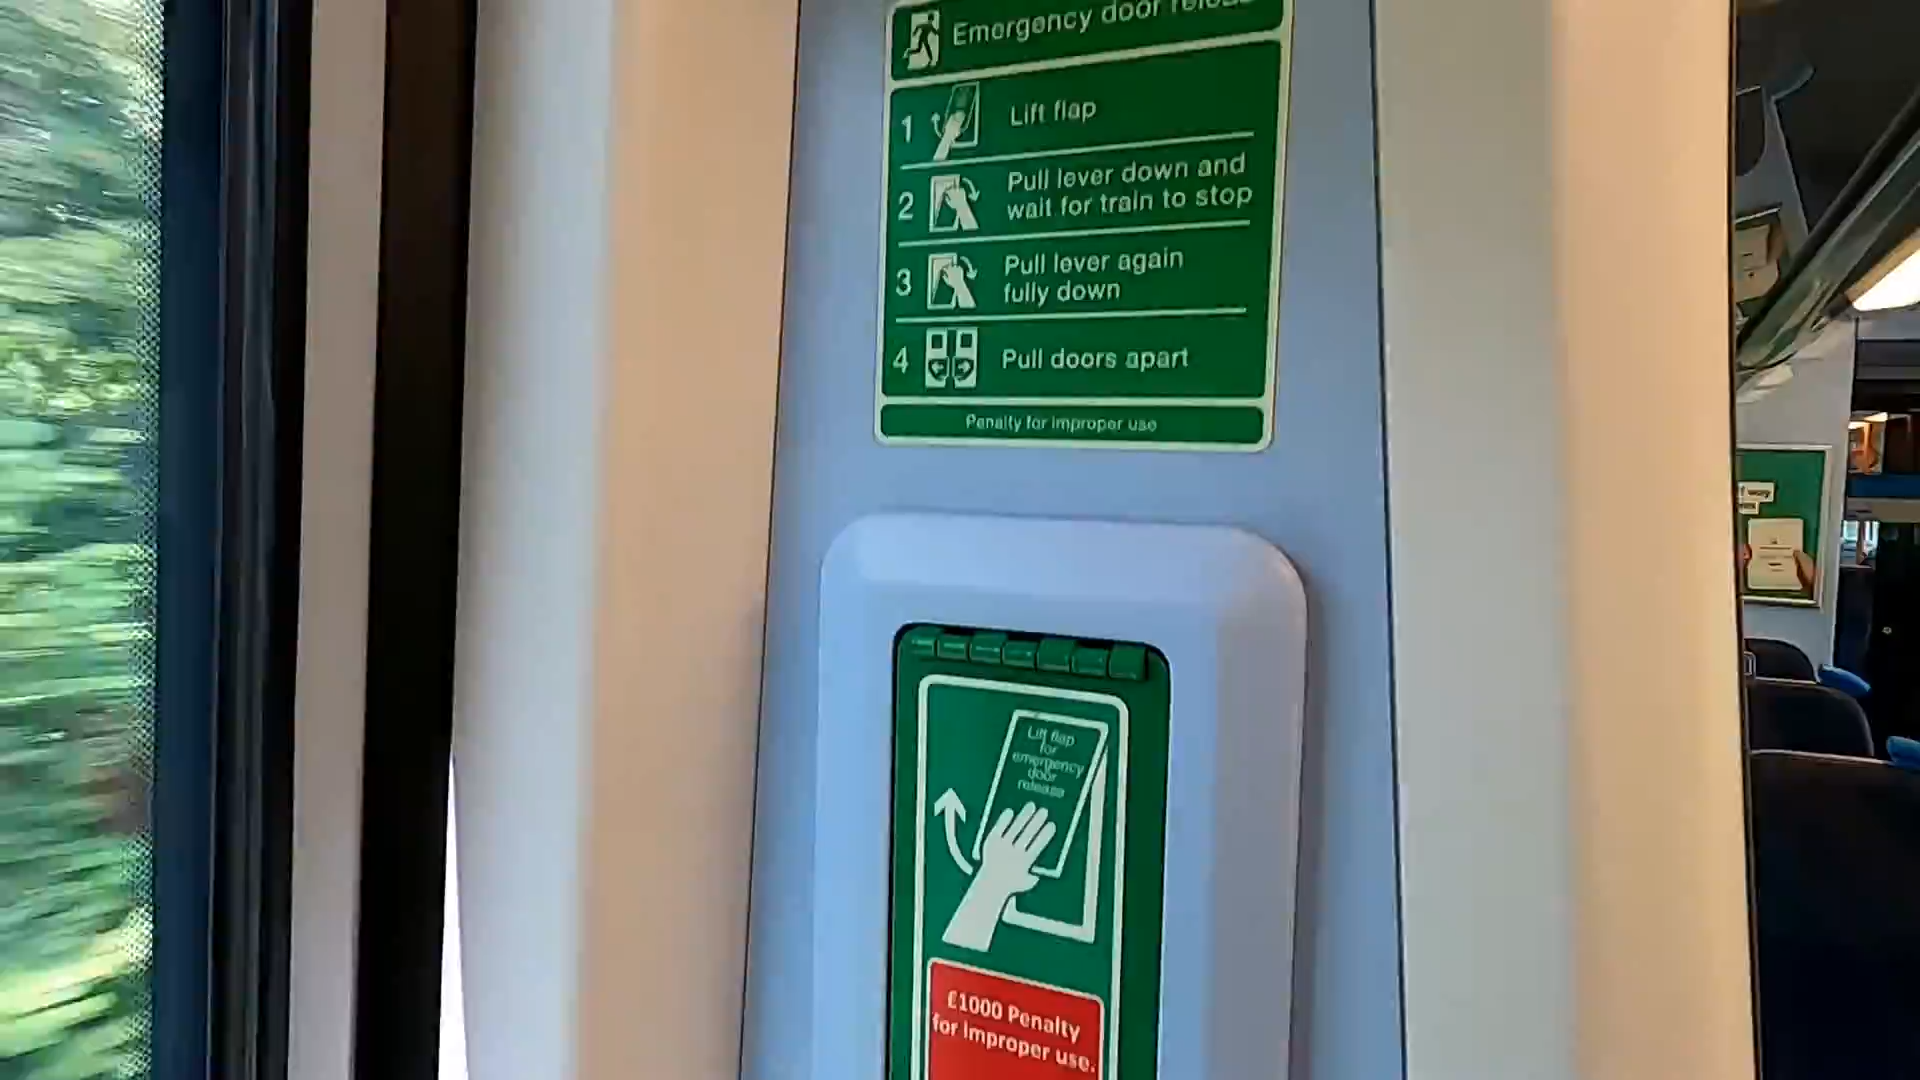 Emergency door release
1 Lift flap
2 Pull lever down and
wait for train to stop
3 Pull lever again
fully down
4 Pull doors apart
Penalty for improper use
Lift flap
for
emergency
door
release
£1000 Penalty
for improper use.